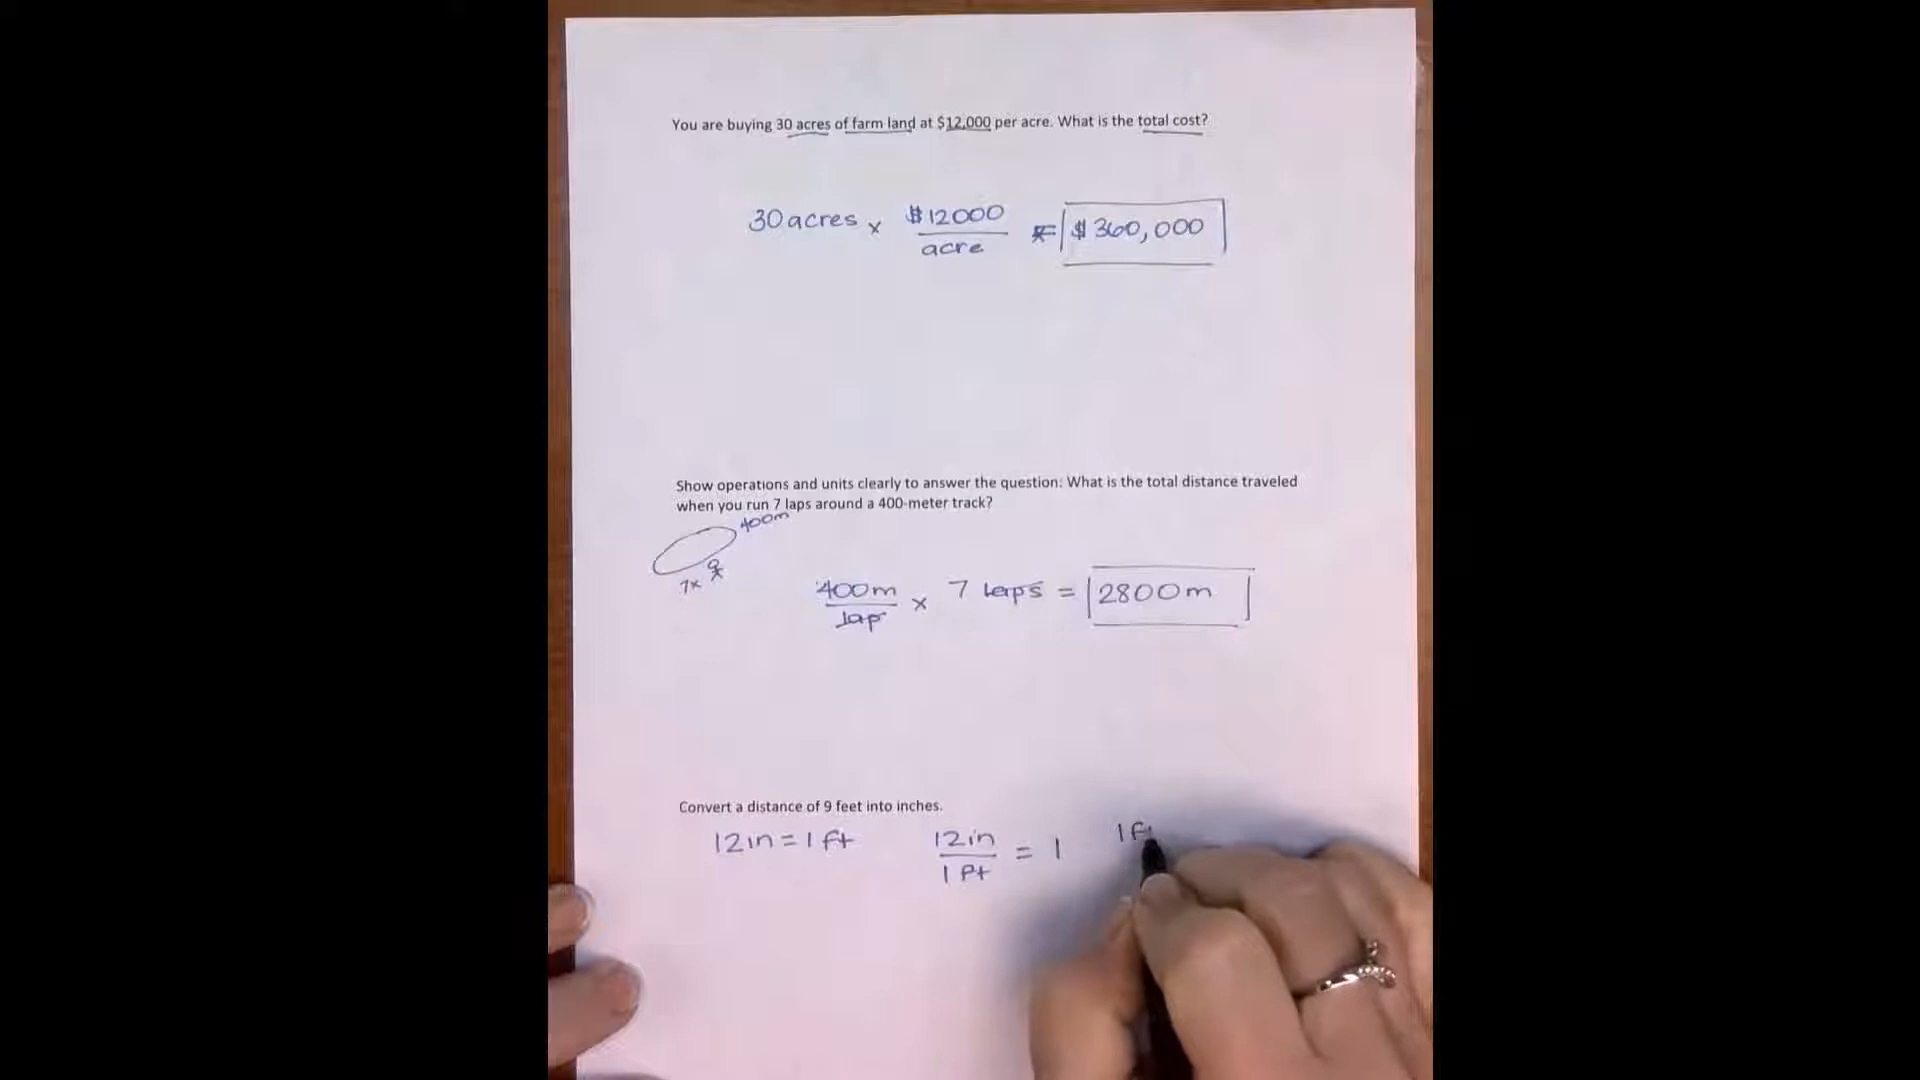 You are buying 30 acres of farm land at $12,000 per acre. What is the total cost?
30 acres x $12000 / acre = $360,000
Show operations and units clearly to answer the question: What is the total distance traveled
when you run 7 laps around a 400-meter track?
400m
7x
400m / lap x 7 laps = 2800m
Convert a distance of 9 feet into inches.
12in = 1 ft
12in / 1 ft = 1
1 f